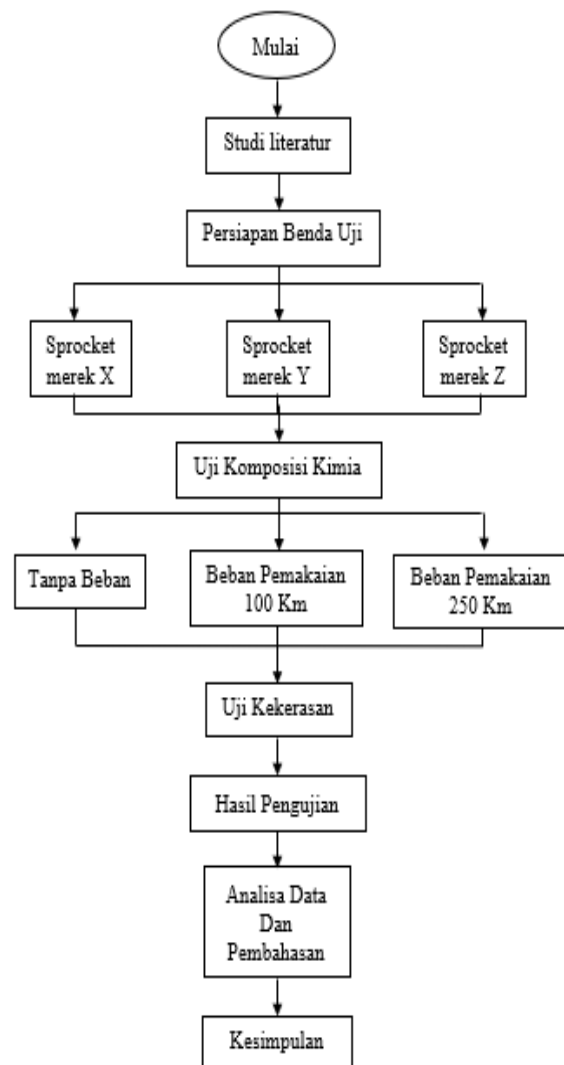 Mulai
Studi literatur
Persiapan Benda Uji
Sprocket
merek X
Sprocket
merek Y
Sprocket
merek Z
Uji Komposisi Kimia
Tanpa Beban
Beban Pemakaian
100 Km
Beban Pemakaian
250 Km
Uji Kekerasan
Hasil Pengujian
Analisa Data
Dan
Pembahasan
Kesimpulan